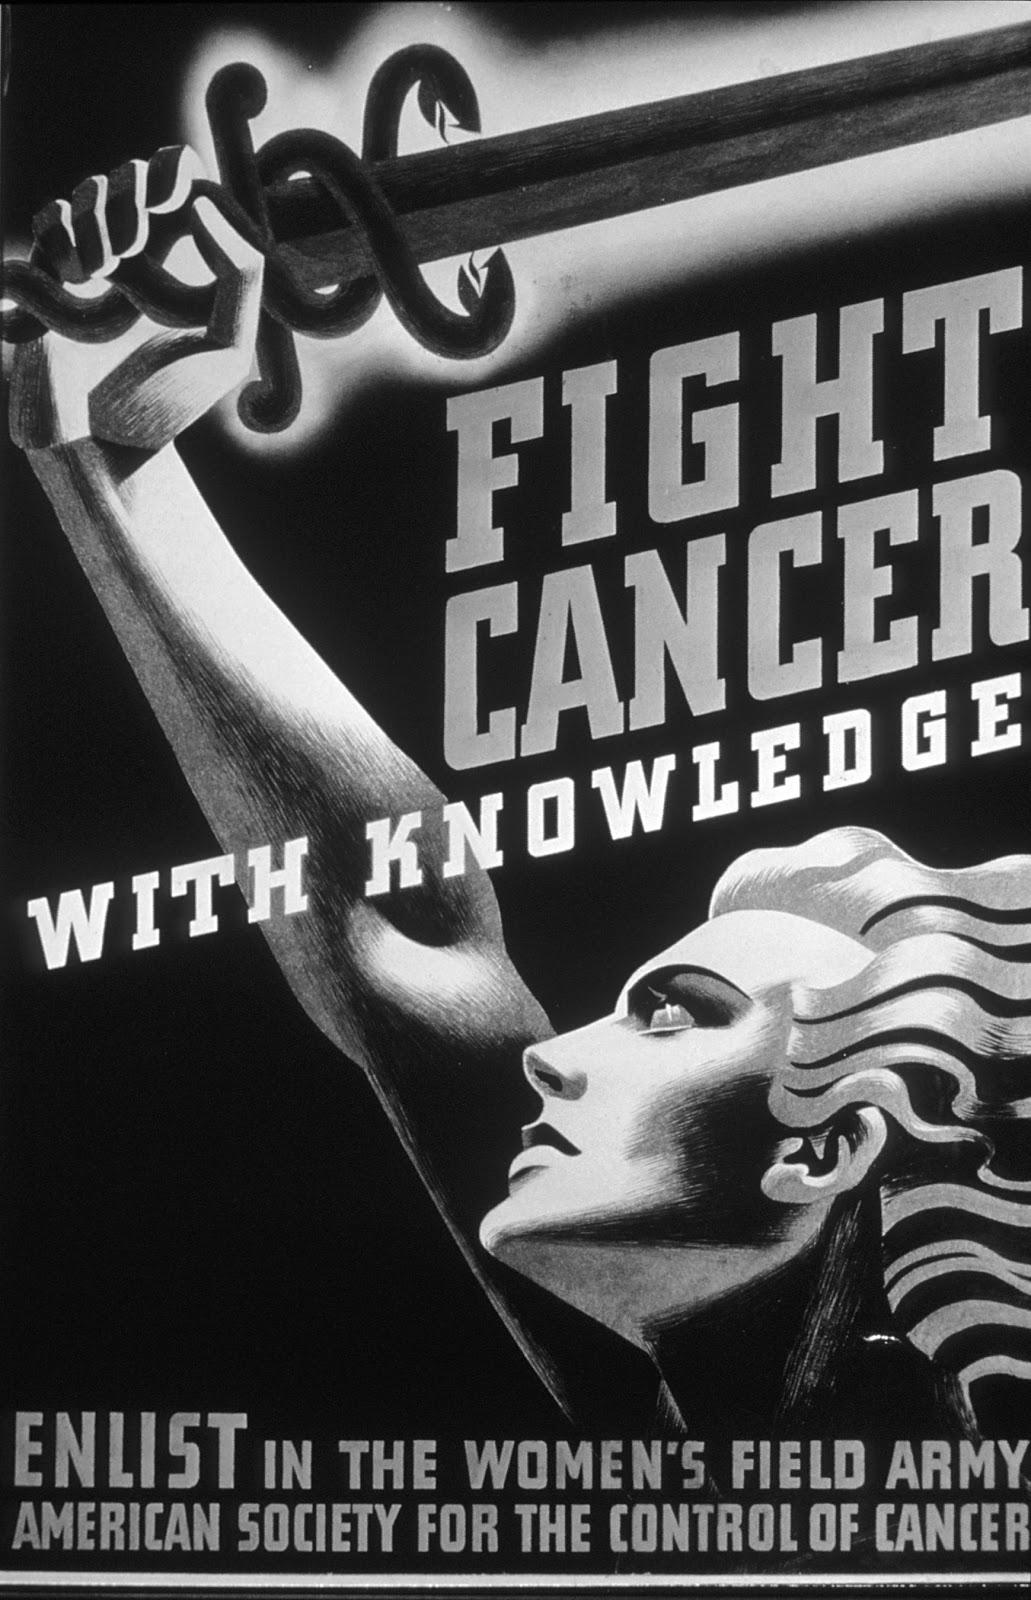 FIGHT
CANCER
WITH KNOWLEDGE
ENLIST IN THE WOMEN'S FIELD ARMY
AMERICAN SOCIETY FOR THE CONTROL OF CANCER